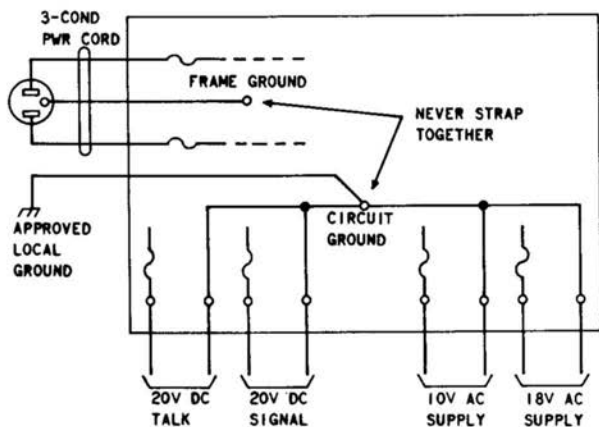 3-COND
PWR CORD
FRAME GROUND
NEVER STRAP
TOGETHER
APPROVED
LOCAL
GROUND
CIRCUIT
GROUND
20V DC
TALK
20V DC
SIGNAL
10V AC
SUPPLY
18V AC
SUPPLY